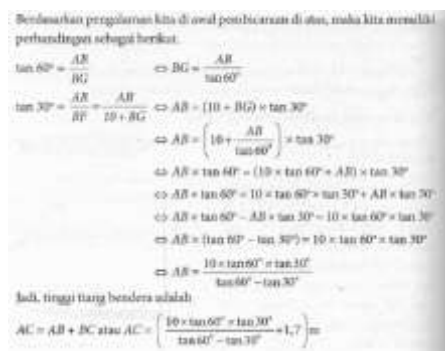 Berdasarkan pengalaman kita di awal pembicaraan di atas, maka kita memiliki
perbandingan sebagai berikut.
tan 60° = AB/BG ⇔ BG = AB/tan 60°
tan 30° = AB/BF = AB/(10 + BG) ⇔ AB = (10 + BG) × tan 30°
⇔ AB = (10 + AB/tan 60°) × tan 30°
⇔ AB × tan 60° = (10 × tan 60° + AB) × tan 30°
⇔ AB × tan 60° = 10 × tan 60° × tan 30° + AB × tan 30°
⇔ AB × tan 60° − AB × tan 30° = 10 × tan 60° × tan 30°
⇔ AB × (tan 60° − tan 30°) = 10 × tan 60° × tan 30°
⇔ AB = (10 × tan 60° × tan 30°)/(tan 60° − tan 30°)
Jadi, tinggi tiang bendera adalah
AC = AB + BC atau AC = ((10 × tan 60° × tan 30°)/(tan 60° − tan 30°) + 1,7) m